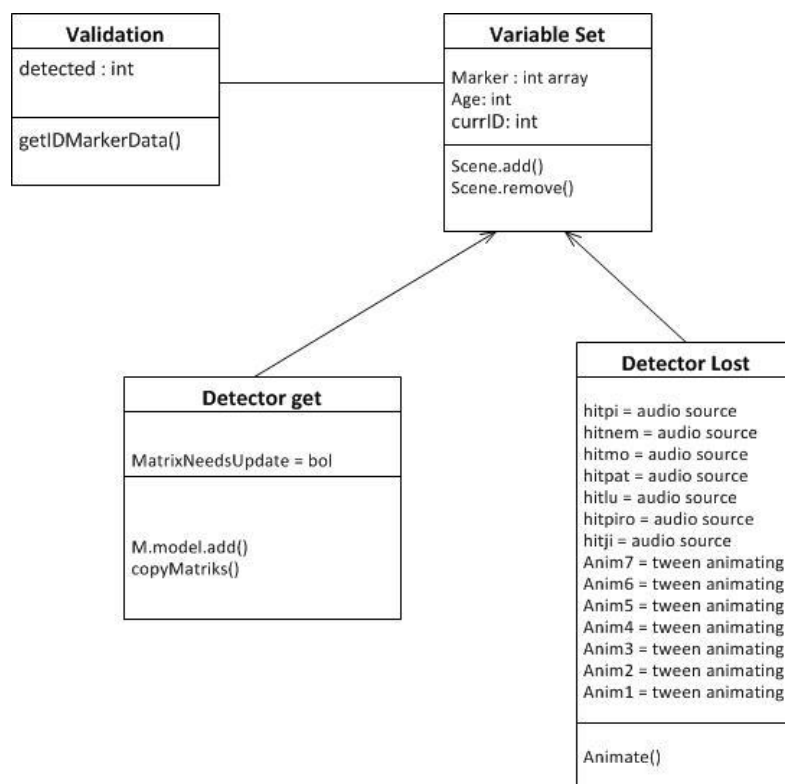 Validation
detected : int
getIDMarkerData()
Variable Set
Marker : int array
Age: int
currID: int
Scene.add()
Scene.remove()
Detector get
MatrixNeedsUpdate = bol
M.model.add()
copyMatriks()
Detector Lost
hitpi = audio source
hitnem = audio source
hitmo = audio source
hitpat = audio source
hitlu = audio source
hitpiro = audio source
hitji = audio source
Anim7 = tween animating
Anim6 = tween animating
Anim5 = tween animating
Anim4 = tween animating
Anim3 = tween animating
Anim2 = tween animating
Anim1 = tween animating
Animate()